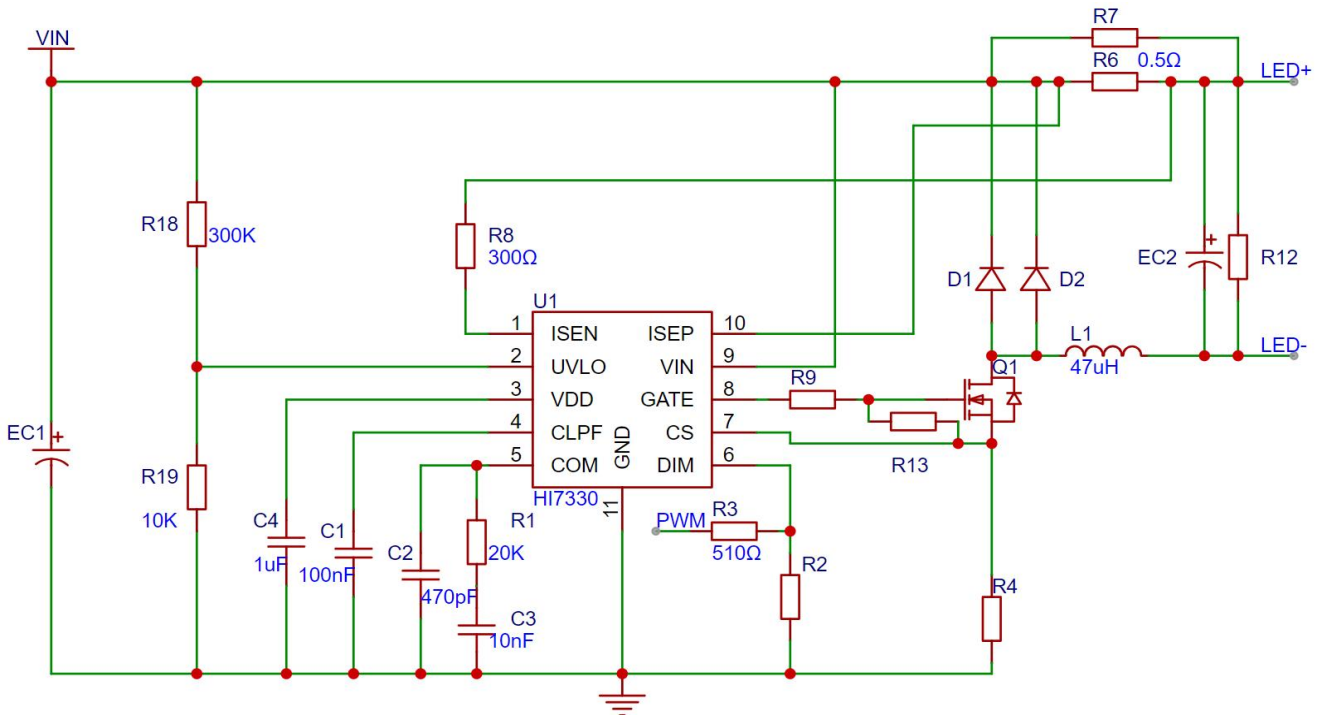 R7
VIN
R6 0.5Ω
LED+
R18
300K
R8
300Ω
D1
D2
EC2
+
R12
U1
1 ISEN ISEP 10
2 UVLO VIN 9
3 VDD GATE 8
4 CLPF CS 7
5 COM DIM 6
GND
11
HI7330
L1
47uH
LED-
Q1
R9
R13
EC1
+
R19
10K
C4
1uF
C1
100nF
C2
470pF
R1
20K
C3
10nF
PWM
R3
510Ω
R2
R4